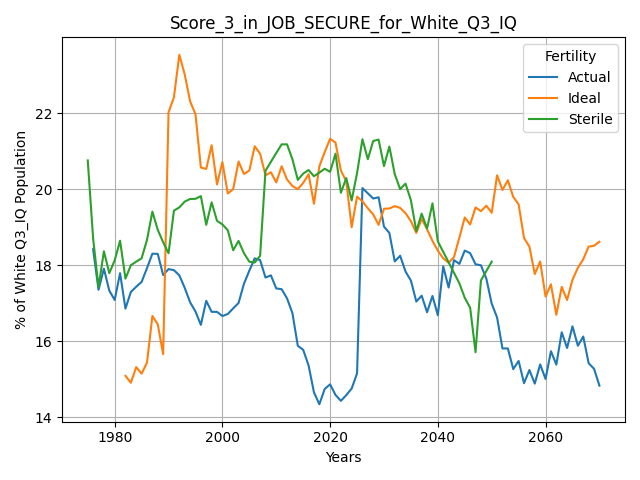 Score_3_in_JOB_SECURE_for_White_Q3_IQ
Fertility
Actual
Ideal
Sterile
% of White Q3_IQ Population
22
20
18
16
14
1980
2000
2020
2040
2060
Years